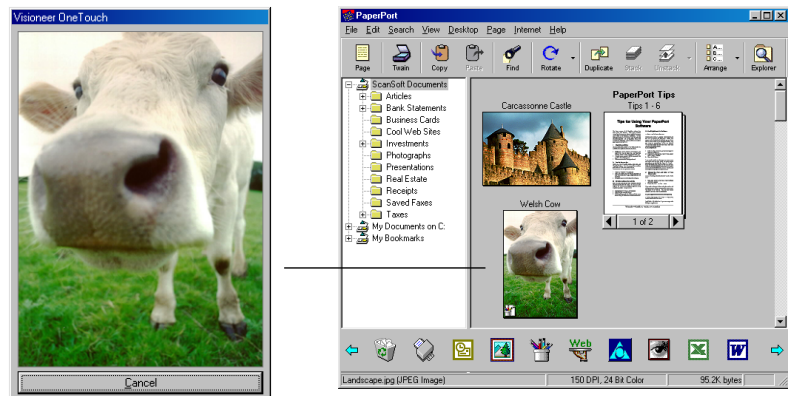 Visioneer OneTouch
Cancel
PaperPort
File Edit Search View Desktop Page Internet Help
Page Twain Copy Paste Find Rotate Duplicate Stack Unstack Arrange Explorer
ScanSoft Documents
Articles
Bank Statements
Business Cards
Cool Web Sites
Investments
Photographs
Presentations
Real Estate
Receipts
Saved Faxes
Taxes
My Documents on C:
My Bookmarks
Carcassonne Castle
PaperPort Tips
Tips 1 - 6
Tips for Using Your PaperPort
Software
1 of 2
Welsh Cow
Web
Landscape.jpg (JPEG Image) 150 DPI, 24 Bit Color 95.2K bytes